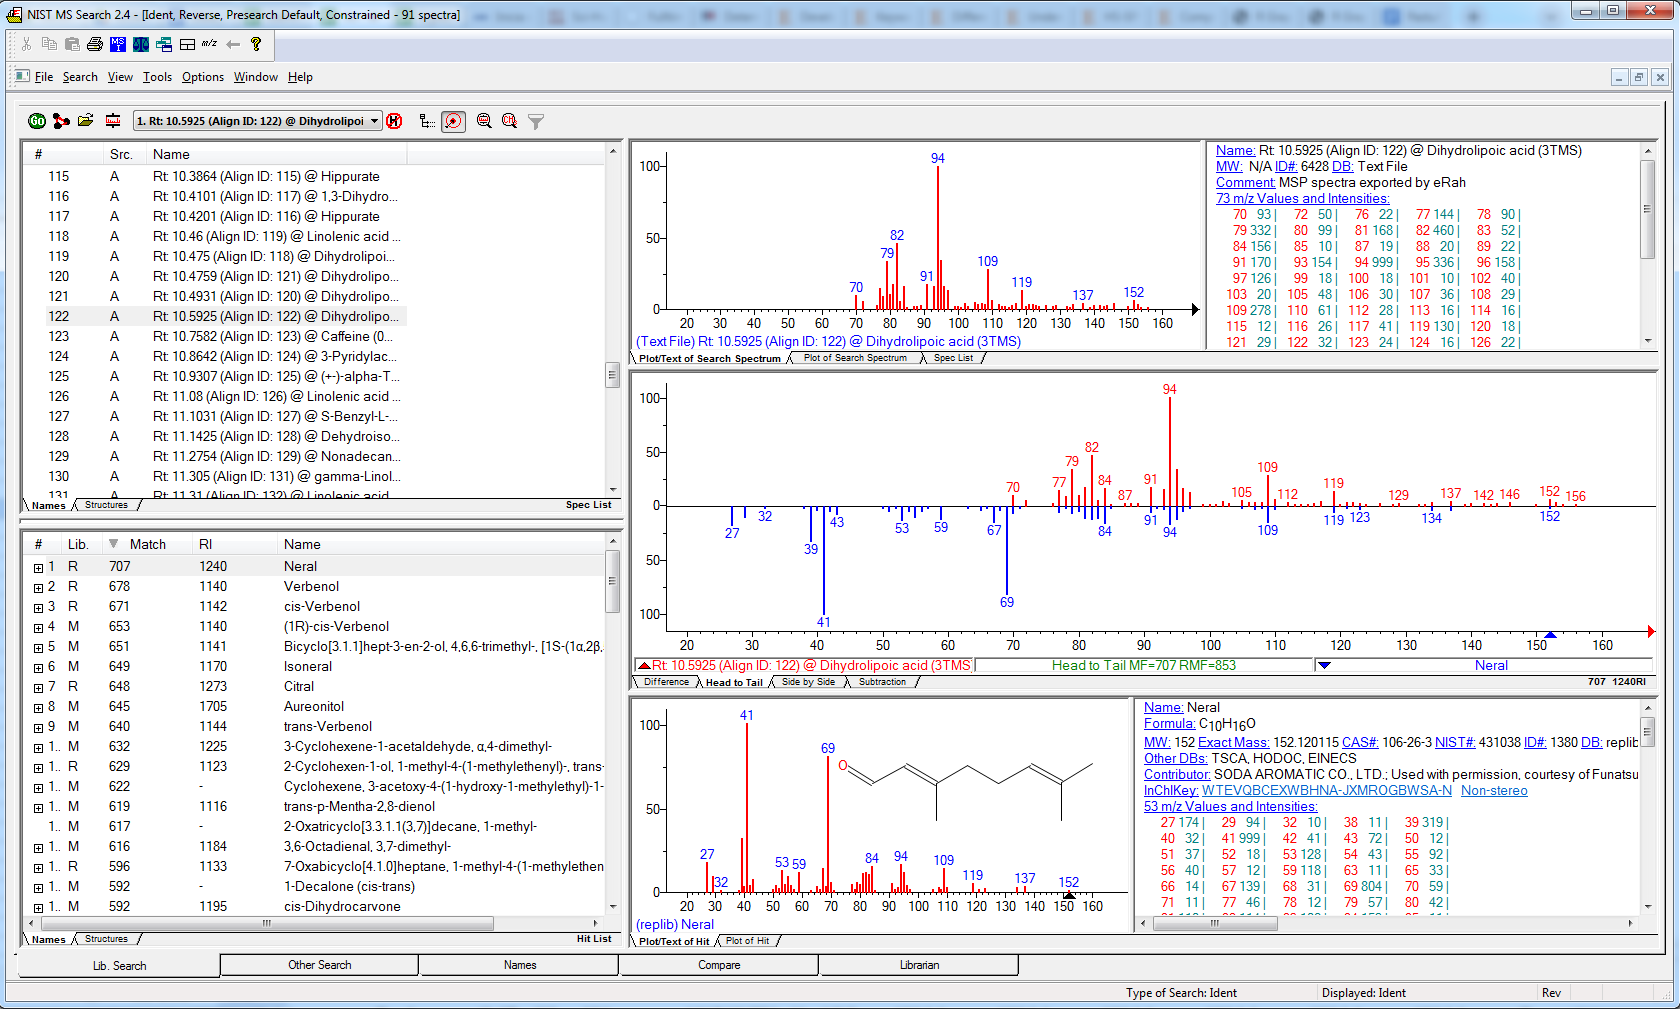 NIST MS Search 2.4 - [Ident, Reverse, Presearch Default, Constrained - 91 spectra]
File Search View Tools Options Window Help
1. Rt: 10.5925 (Align ID: 122) @ Dihydrolipoi
# Src. Name
115 A Rt: 10.3864 (Align ID: 115) @ Hippurate
116 A Rt: 10.4101 (Align ID: 117) @ 1,3-Dihydro...
117 A Rt: 10.4201 (Align ID: 116) @ Hippurate
118 A Rt: 10.46 (Align ID: 119) @ Linolenic acid ...
119 A Rt: 10.475 (Align ID: 118) @ Dihydrolipoi...
120 A Rt: 10.4759 (Align ID: 121) @ Dihydrolipo...
121 A Rt: 10.4931 (Align ID: 120) @ Dihydrolipo...
122 A Rt: 10.5925 (Align ID: 122) @ Dihydrolipo...
123 A Rt: 10.7582 (Align ID: 123) @ Caffeine (0...
124 A Rt: 10.8642 (Align ID: 124) @ 3-Pyridylac...
125 A Rt: 10.9307 (Align ID: 125) @ (+-)-alpha-T...
126 A Rt: 11.08 (Align ID: 126) @ Linolenic acid ...
127 A Rt: 11.1031 (Align ID: 127) @ S-Benzyl-L-...
128 A Rt: 11.1425 (Align ID: 128) @ Dehydroiso...
129 A Rt: 11.2754 (Align ID: 129) @ Nonadecan...
130 A Rt: 11.305 (Align ID: 131) @ gamma-Linol...
131 A Rt: 11.31 (Align ID: 132) @ Linolenic acid
Names Structures Spec List
# Lib. Match RI Name
1 R 707 1240 Neral
2 R 678 1140 Verbenol
3 R 671 1142 cis-Verbenol
4 M 653 1140 (1R)-cis-Verbenol
5 M 651 1141 Bicyclo[3.1.1]hept-3-en-2-ol, 4,6,6-trimethyl-, [1S-(1α,2β,
6 M 649 1170 Isoneral
7 R 648 1273 Citral
8 M 645 1705 Aureonitol
9 M 640 1144 trans-Verbenol
1.. M 632 1225 3-Cyclohexene-1-acetaldehyde, α,4-dimethyl-
1.. R 629 1123 2-Cyclohexen-1-ol, 1-methyl-4-(1-methylethenyl)-, trans-
1.. M 622 - Cyclohexene, 3-acetoxy-4-(1-hydroxy-1-methylethyl)-1-
1.. M 619 1116 trans-p-Mentha-2,8-dienol
1.. M 617 - 2-Oxatricyclo[3.3.1.1(3,7)]decane, 1-methyl-
1.. M 616 1184 3,6-Octadienal, 3,7-dimethyl-
1.. R 596 1133 7-Oxabicyclo[4.1.0]heptane, 1-methyl-4-(1-methylethen
1.. M 592 - 1-Decalone (cis-trans)
1.. M 592 1195 cis-Dihydrocarvone
Names Structures Hit List
100 50 0
70 79 82 91 94 109 119 137 152
20 30 40 50 60 70 80 90 100 110 120 130 140 150 160
(Text File) Rt: 10.5925 (Align ID: 122) @ Dihydrolipoic acid (3TMS)
Plot/Text of Search Spectrum Plot of Search Spectrum Spec List
Name: Rt: 10.5925 (Align ID: 122) @ Dihydrolipoic acid (3TMS)
MW: N/A ID#: 6428 DB: Text File
Comment: MSP spectra exported by eRah
73 m/z Values and Intensities:
70 93 | 72 50 | 76 22 | 77 144 | 78 90 |
79 332 | 80 99 | 81 168 | 82 460 | 83 52 |
84 156 | 85 10 | 87 19 | 88 20 | 89 22 |
91 170 | 93 154 | 94 999 | 95 336 | 96 158 |
97 126 | 99 18 | 100 18 | 101 10 | 102 40 |
103 20 | 105 48 | 106 30 | 107 36 | 108 29 |
109 278 | 110 61 | 112 28 | 113 16 | 114 16 |
115 12 | 116 26 | 117 41 | 119 130 | 120 18 |
121 29 | 122 32 | 123 24 | 124 16 | 126 22 |
100 50 0 50 100
70 77 79 82 84 87 91 94 105 109 112 119 129 137 142 146 152 156
27 32 39 41 43 53 59 67 69 84 91 94 109 119 123 134 152
20 30 40 50 60 70 80 90 100 110 120 130 140 150 160
Rt: 10.5925 (Align ID: 122) @ Dihydrolipoic acid (3TMS) Head to Tail MF=707 RMF=853 Neral
Difference Head to Tail Side by Side Subtraction 707 1240RI
100 50 0
27 32 41 53 59 69 84 94 109 119 137 152
O
20 30 40 50 60 70 80 90 100 110 120 130 140 150 160
(replib) Neral
Plot/Text of Hit Plot of Hit
Name: Neral
Formula: C10H16O
MW: 152 Exact Mass: 152.120115 CAS#: 106-26-3 NIST#: 431038 ID#: 1380 DB: replib
Other DBs: TSCA, HODOC, EINECS
Contributor: SODA AROMATIC CO., LTD.; Used with permission, courtesy of Funatsu
InChIKey: WTEVQBCEXWBHNA-JXMROGBWSA-N Non-stereo
53 m/z Values and Intensities:
27 174 | 29 94 | 32 10 | 38 11 | 39 319 |
40 32 | 41 999 | 42 41 | 43 72 | 50 12 |
51 37 | 52 18 | 53 128 | 54 43 | 55 92 |
56 40 | 57 12 | 59 118 | 63 11 | 65 33 |
66 14 | 67 139 | 68 31 | 69 804 | 70 59 |
71 11 | 77 46 | 78 12 | 79 57 | 80 42 |
Lib. Search Other Search Names Compare Librarian
Type of Search: Ident Displayed: Ident Rev